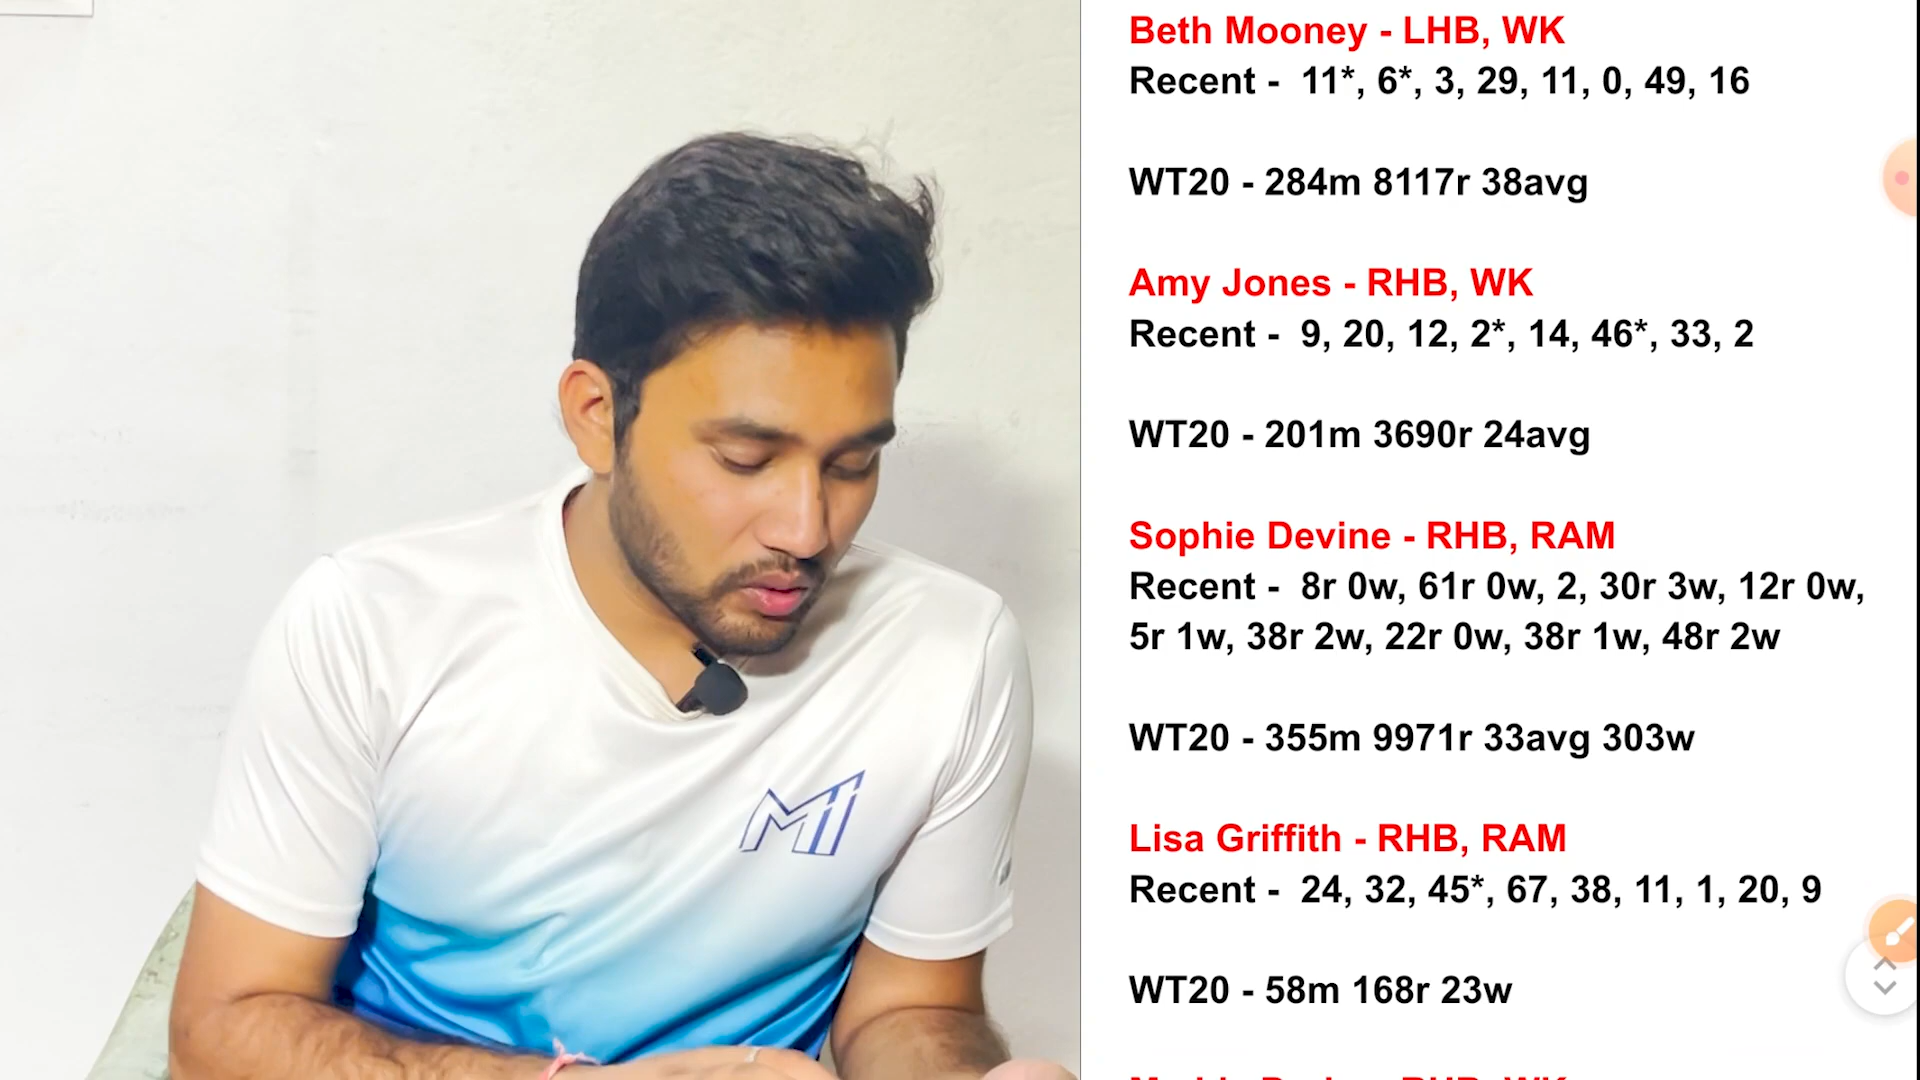 Beth Mooney - LHB, WK
Recent - 11*, 6*, 3, 29, 11, 0, 49, 16
WT20 - 284m 8117r 38avg
Amy Jones - RHB, WK
Recent - 9, 20, 12, 2*, 14, 46*, 33, 2
WT20 - 201m 3690r 24avg
Sophie Devine - RHB, RAM
Recent - 8r 0w, 61r 0w, 2, 30r 3w, 12r 0w,
5r 1w, 38r 2w, 22r 0w, 38r 1w, 48r 2w
WT20 - 355m 9971r 33avg 303w
Lisa Griffith - RHB, RAM
Recent - 24, 32, 45*, 67, 38, 11, 1, 20, 9
WT20 - 58m 168r 23w
MI